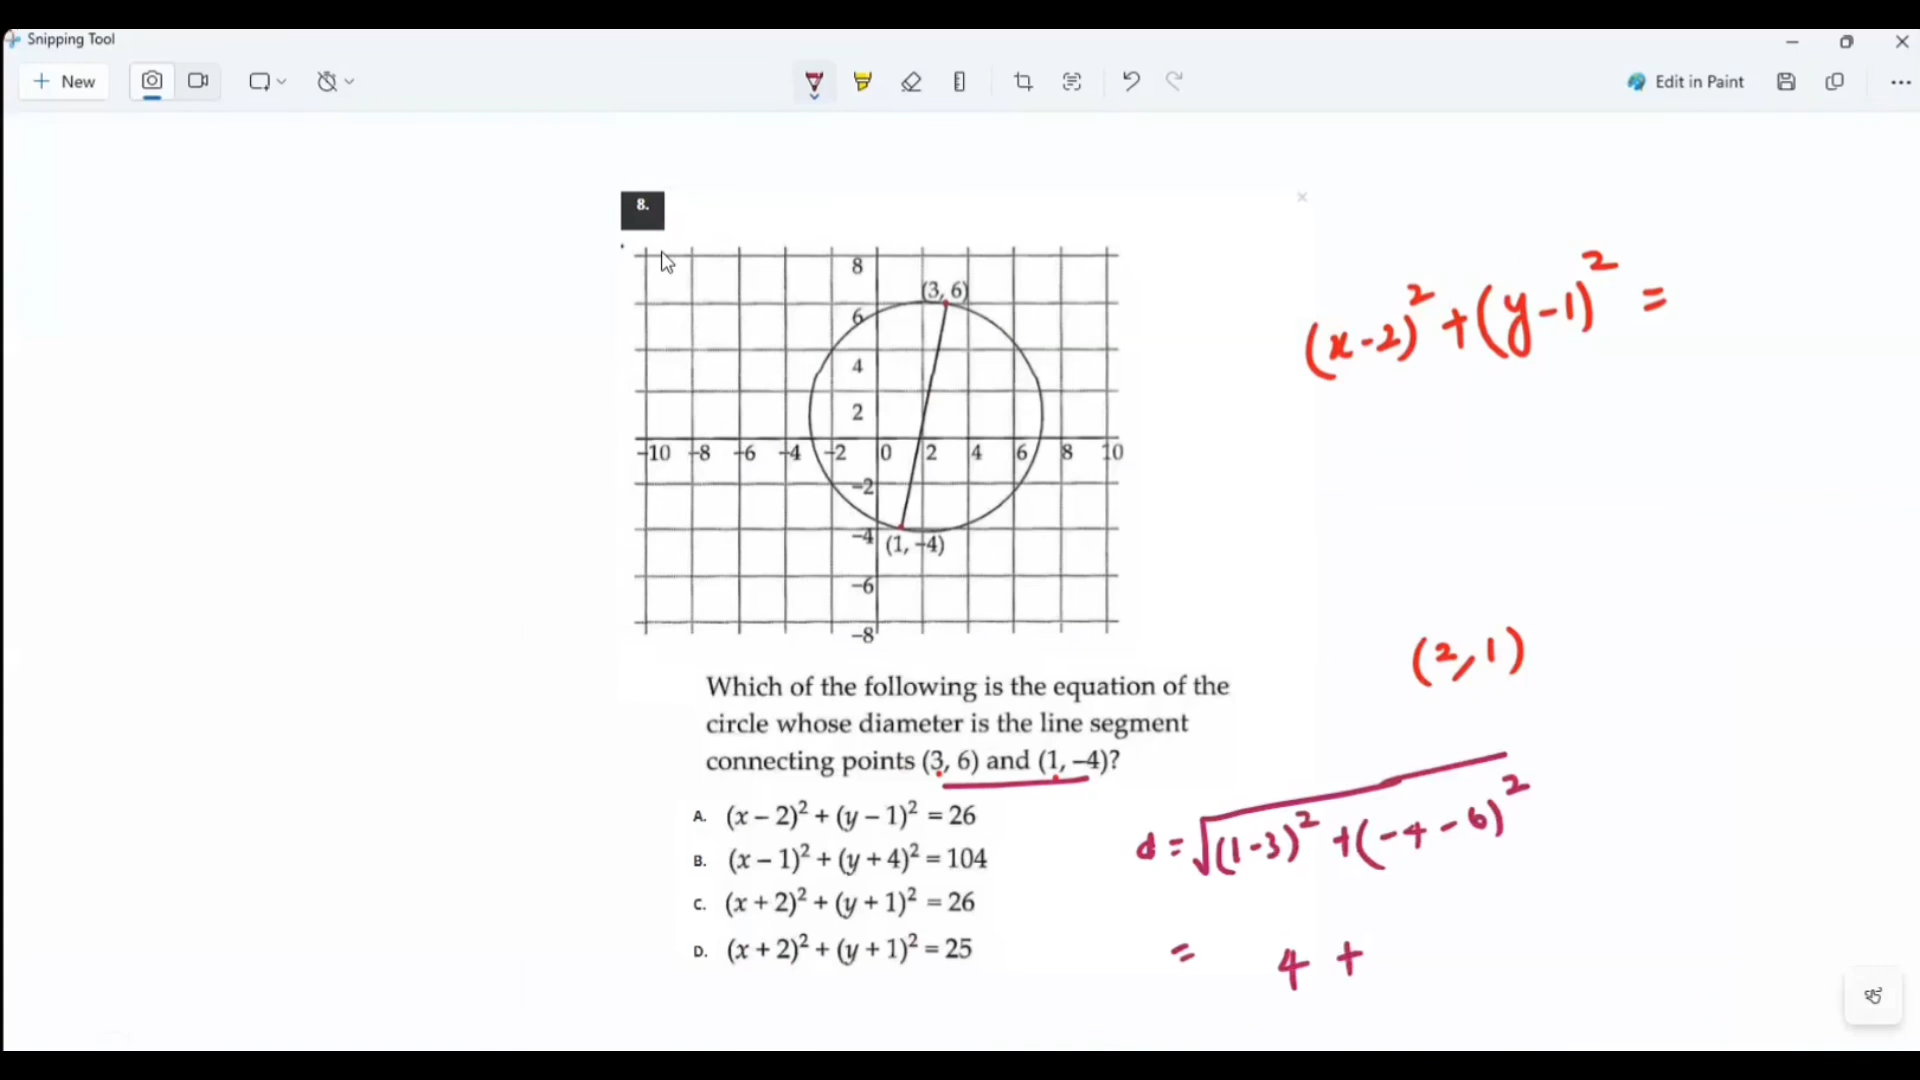 Snipping Tool
New
Edit in Paint
8.
8
(3, 6)
6
4
2
-10 -8 -6 -4 -2 0 2 4 6 8 10
-2
-4
(1, -4)
-6
-8
Which of the following is the equation of the
circle whose diameter is the line segment
connecting points (3, 6) and (1, –4)?
A. (x – 2)² + (y – 1)² = 26
B. (x – 1)² + (y + 4)² = 104
C. (x + 2)² + (y + 1)² = 26
D. (x + 2)² + (y + 1)² = 25
(x-2)² + (y-1)² =
(2, 1)
d = √(1-3)² + (-4-6)²
= 4 +